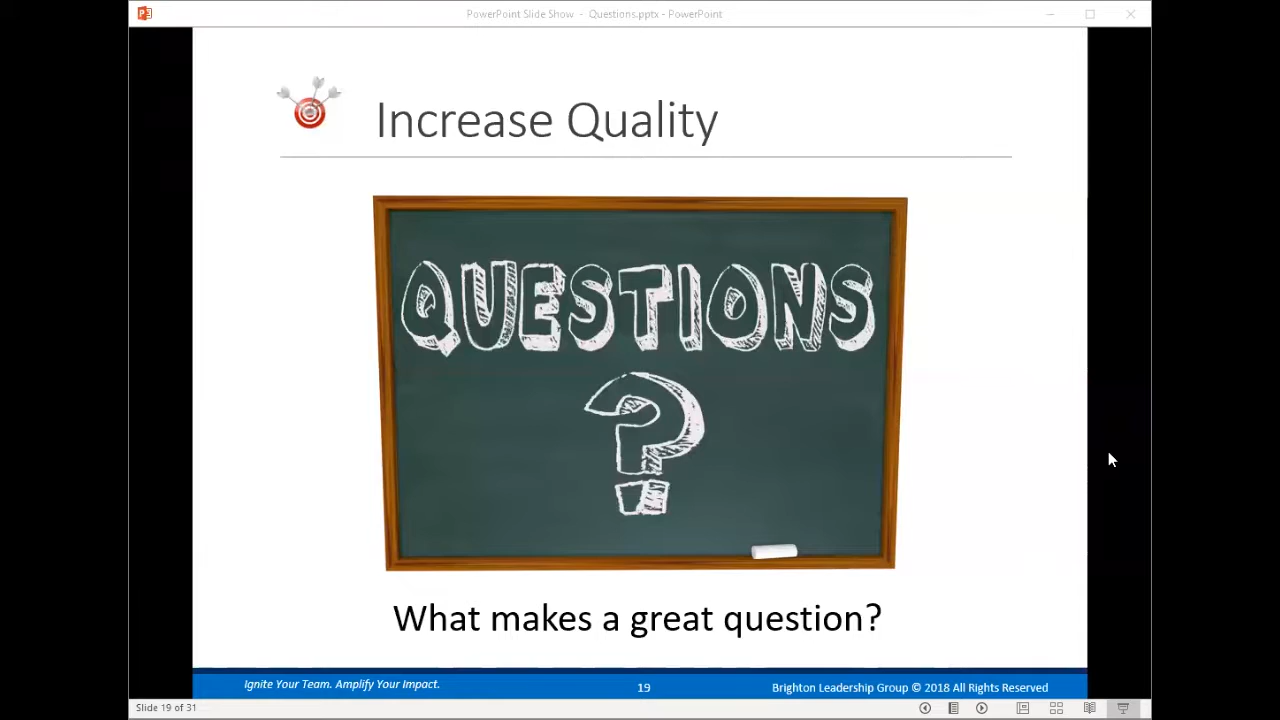 PowerPoint Slide Show - Questions.pptx - PowerPoint
Increase Quality
QUESTIONS
?
What makes a great question?
Ignite Your Team. Amplify Your Impact.
19
Brighton Leadership Group © 2018 All Rights Reserved
Slide 19 of 31